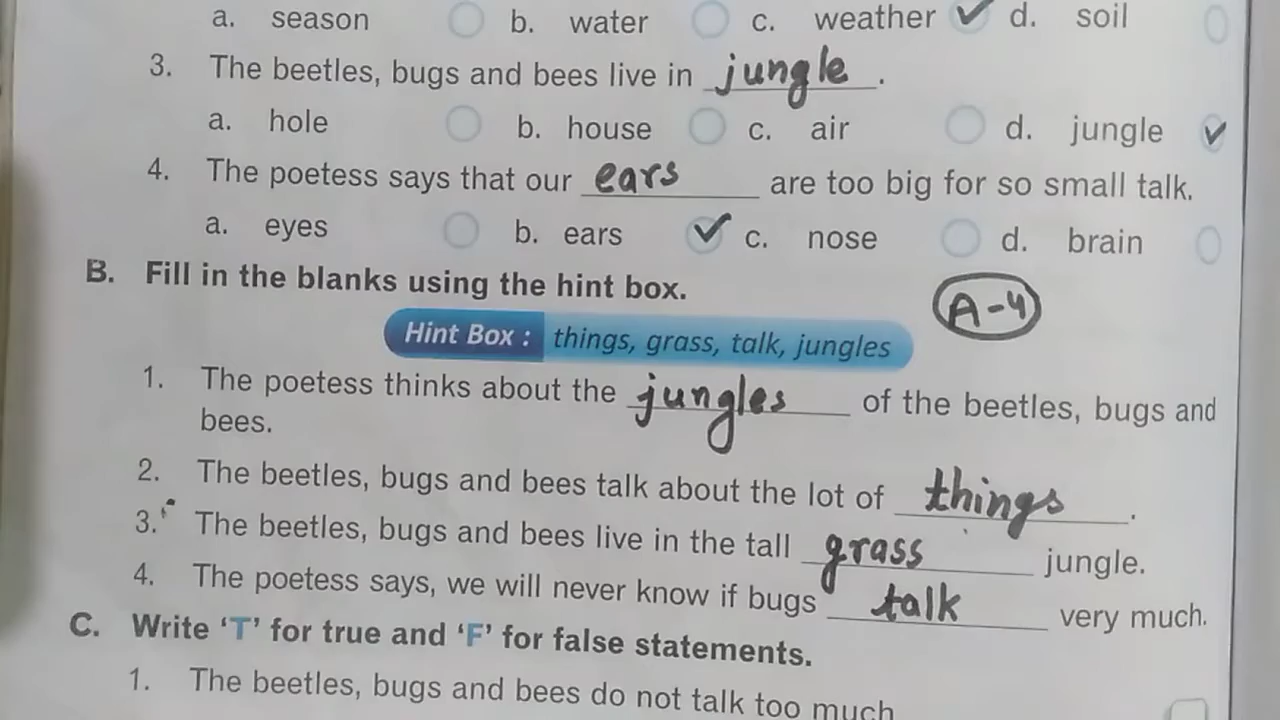 a. season b. water c. weather ✓ d. soil
3. The beetles, bugs and bees live in jungle.
a. hole b. house c. air d. jungle ✓
4. The poetess says that our ears are too big for so small talk.
a. eyes b. ears ✓ c. nose d. brain
B. Fill in the blanks using the hint box.
A-4
Hint Box : things, grass, talk, jungles
1. The poetess thinks about the jungles of the beetles, bugs and
bees.
2. The beetles, bugs and bees talk about the lot of things.
3. The beetles, bugs and bees live in the tall grass jungle.
4. The poetess says, we will never know if bugs talk very much.
C. Write 'T' for true and 'F' for false statements.
1. The beetles, bugs and bees do not talk too much